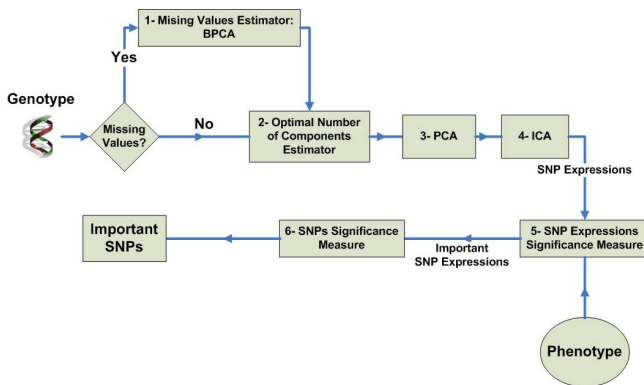 1- Mising Values Estimator:
BPCA
Yes
Genotype
Missing
Values?
No
2- Optimal Number
of Components
Estimator
3- PCA
4- ICA
SNP Expressions
Important
SNPs
6- SNPs Significance
Measure
Important
SNP Expressions
5- SNP Expressions
Significance Measure
Phenotype